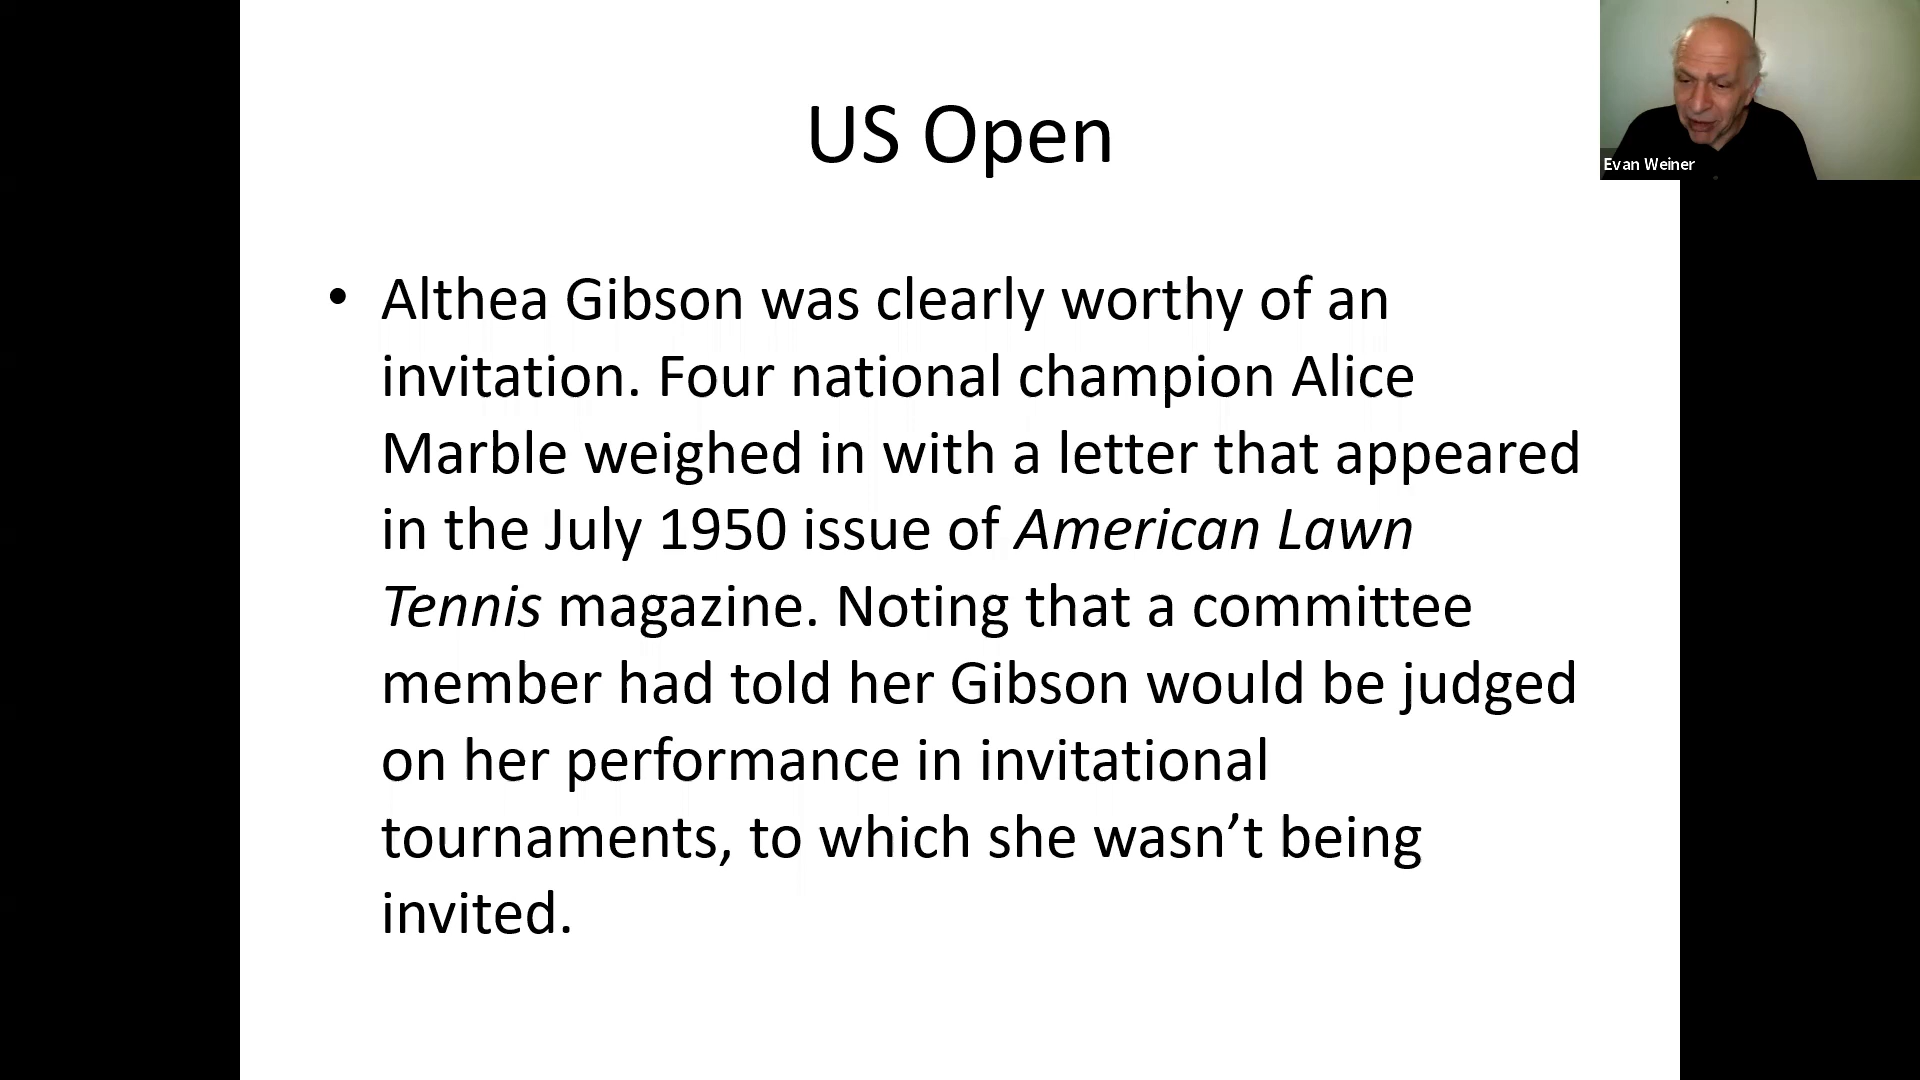 US Open
Evan Weiner
• Althea Gibson was clearly worthy of an
invitation. Four national champion Alice
Marble weighed in with a letter that appeared
in the July 1950 issue of American Lawn
Tennis magazine. Noting that a committee
member had told her Gibson would be judged
on her performance in invitational
tournaments, to which she wasn’t being
invited.